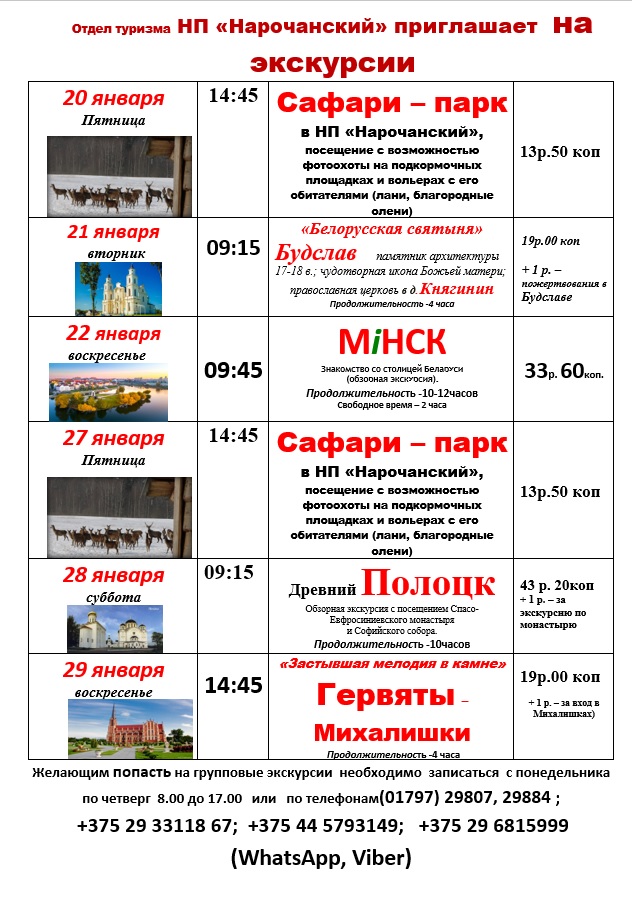 Отдел туризма НП «Нарочанский» приглашает на
экскурсии
20 января
Пятница
14:45
Сафари – парк
в НП «Нарочанский»,
посещение с возможностью
фотоохоты на подкормочных
площадках и вольерах с его
обитателями (лани, благородные
олени)
13р.50 коп
21 января
вторник
09:15
«Белорусская святыня»
Будслав памятник архитектуры
17-18 в.; чудотворная икона Божьей матери;
православная церковь в д.Княгинин
Продолжительность -4 часа
19р.00 коп
+ 1 р. –
пожертвования в
Будславе
22 января
воскресенье
09:45
МіНСК
Знакомство со столицей Беларуси
(обзорная экскурсия).
Продолжительность -10-12часов
Свободное время – 2 часа
33р. 60коп.
27 января
Пятница
14:45
Сафари – парк
в НП «Нарочанский»,
посещение с возможностью
фотоохоты на подкормочных
площадках и вольерах с его
обитателями (лани, благородные
олени)
13р.50 коп
28 января
суббота
09:15
Древний Полоцк
Обзорная экскурсия с посещением Спасо-
Евфросиниевского монастыря
и Софийского собора.
Продолжительность -10часов
43 р. 20коп
+ 1 р. – за
экскурсию по
монастырю
29 января
воскресенье
14:45
«Застывшая мелодия в камне»
Гервяты –
Михалишки
Продолжительность -4 часа
19р.00 коп
+ 1 р. – за вход в
Михалишках)
Желающим попасть на групповые экскурсии необходимо записаться с понедельника
по четверг 8.00 до 17.00 или по телефонам(01797) 29807, 29884 ;
+375 29 33118 67; +375 44 5793149; +375 29 6815999
(WhatsApp, Viber)